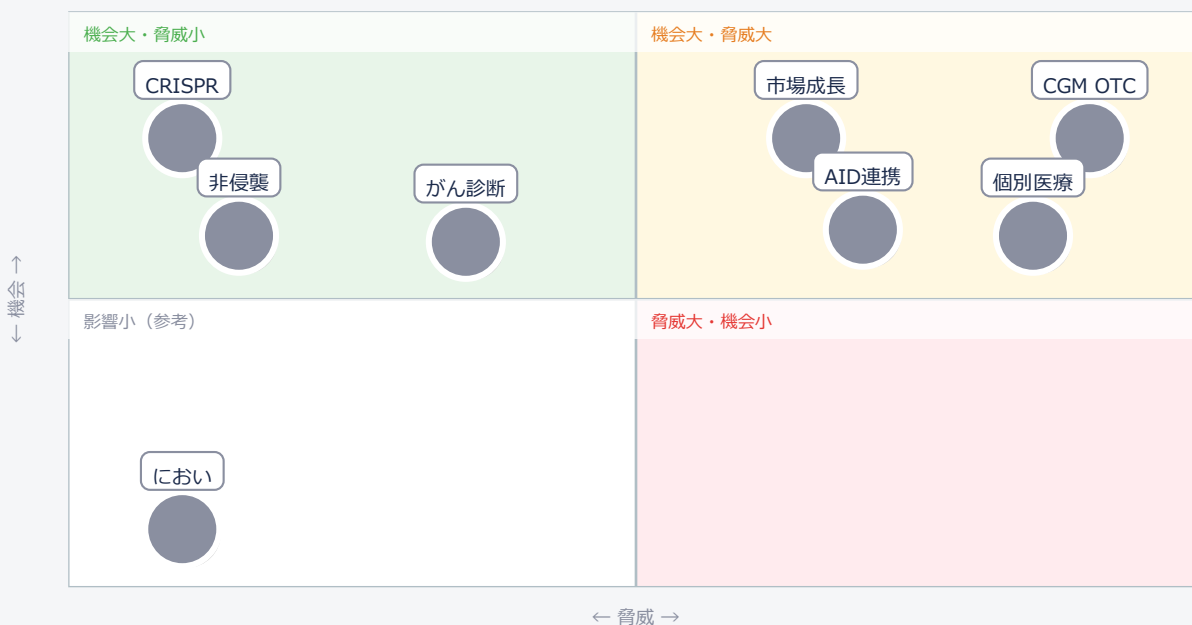 機会大・脅威小
機会大・脅威大
CRISPR
市場成長
CGM OTC
非侵襲
がん診断
AID連携
個別医療
← 機会 →
影響小（参考）
脅威大・機会小
におい
← 脅威 →